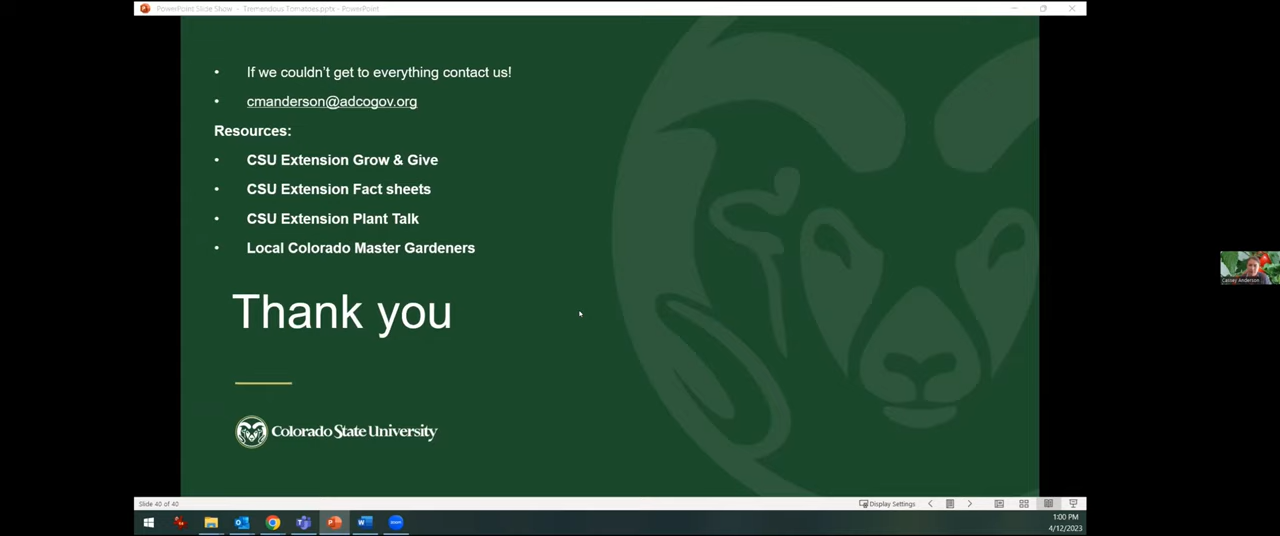 PowerPoint Slide Show - Tremendous Tomatoes.pptx - PowerPoint
• If we couldn't get to everything contact us!
• cmanderson@adcogov.org
Resources:
• CSU Extension Grow & Give
• CSU Extension Fact sheets
• CSU Extension Plant Talk
• Local Colorado Master Gardeners
Thank you
Cassey Anderson
Colorado State University
Slide 40 of 40
Display Settings
1:00 PM
4/12/2023